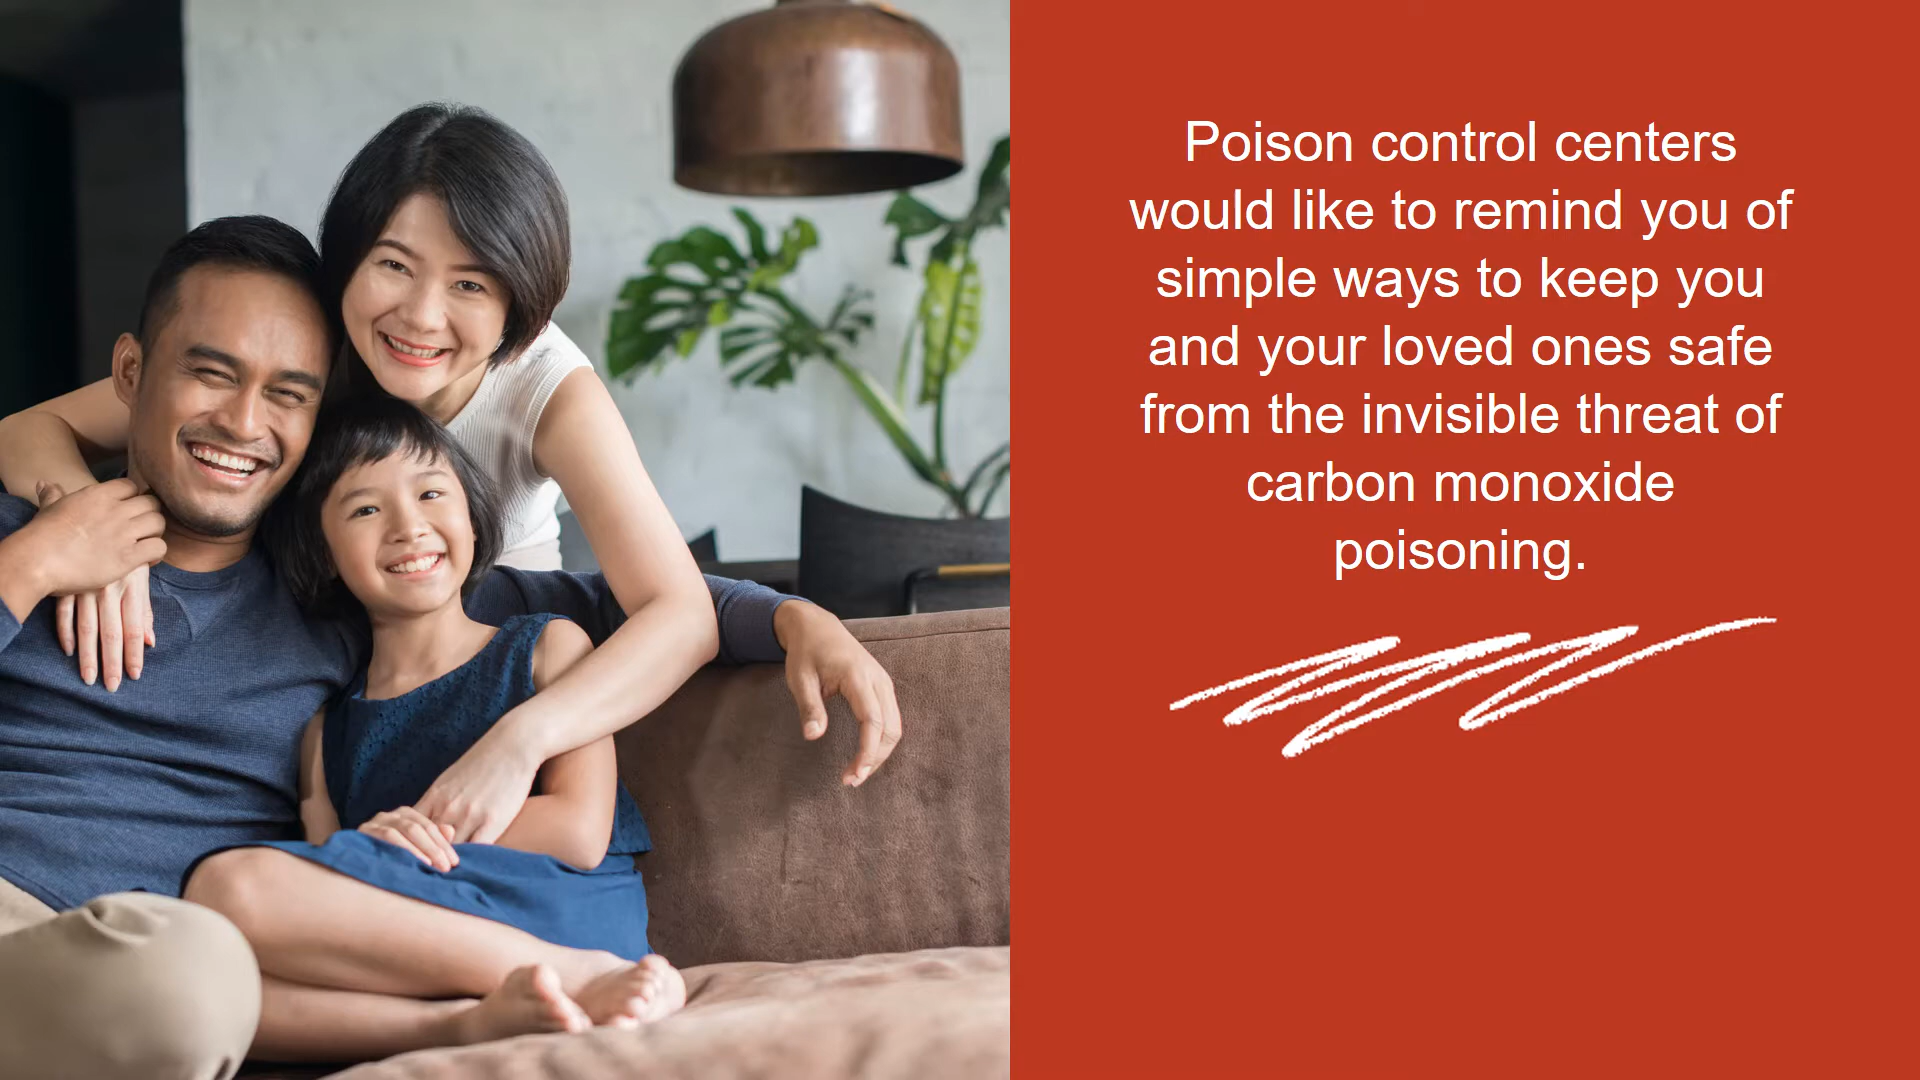 Poison control centers
would like to remind you of
simple ways to keep you
and your loved ones safe
from the invisible threat of
carbon monoxide
poisoning.